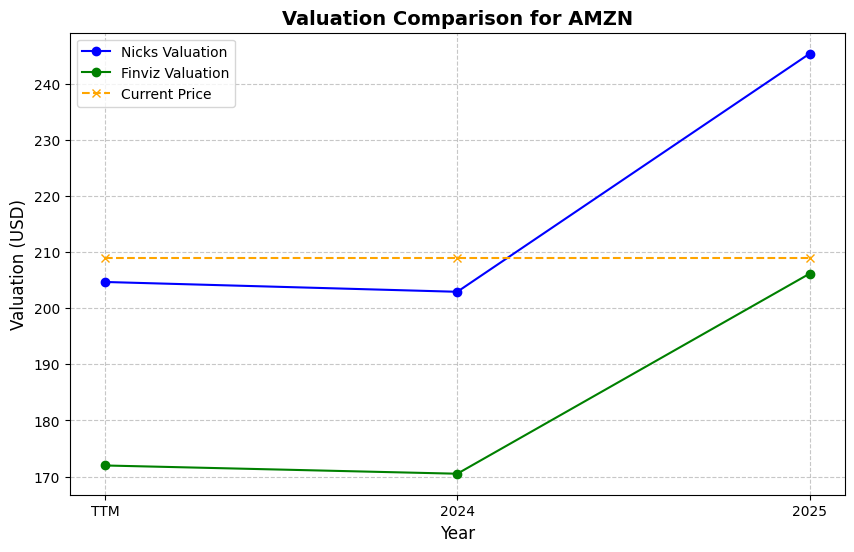 Valuation Comparison for AMZN
Nicks Valuation
Finviz Valuation
Current Price
Valuation (USD)
240
230
220
210
200
190
180
170
TTM 2024 2025
Year